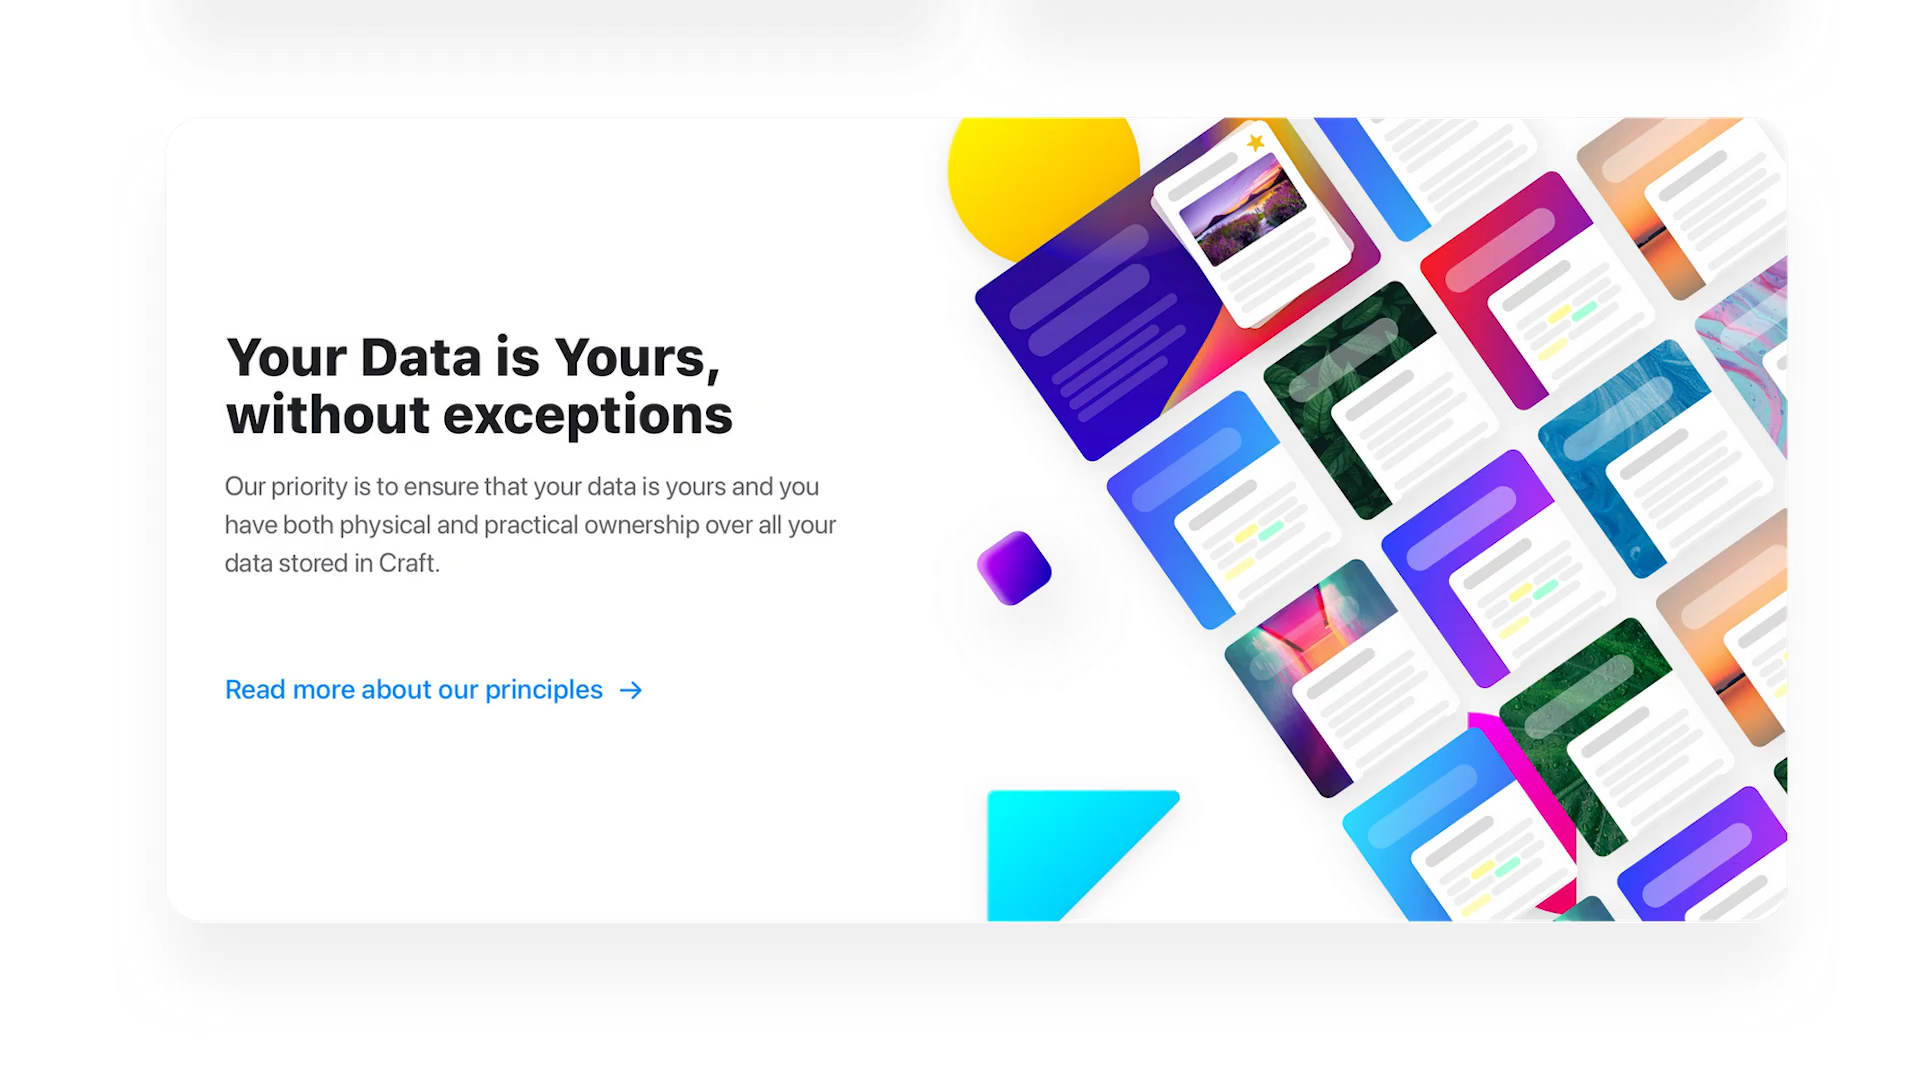 Your Data is Yours,
without exceptions
Our priority is to ensure that your data is yours and you
have both physical and practical ownership over all your
data stored in Craft.
Read more about our principles →